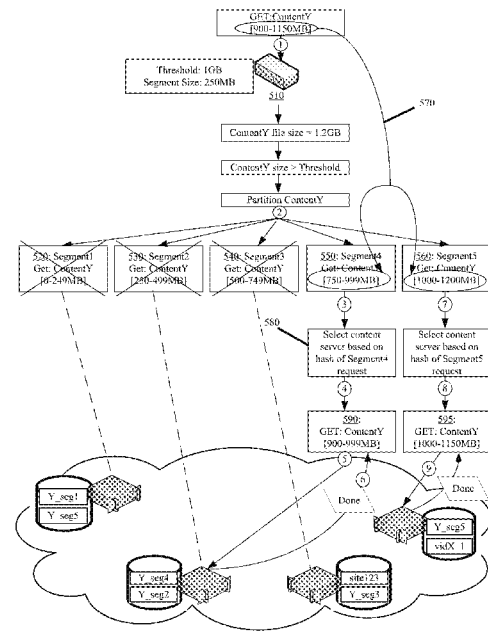 GET:ContentY
[900-1150MB]
1
Threshold: 1GB
Segment Size: 250MB
510
570
ContentY file size = 1.2GB
ContentY size > Threshold
Partition ContentY
2
520: Segment1
Get: ContentY
[0-249MB]
530: Segment2
Get: ContentY
[250-499MB]
540: Segment3
Get: ContentY
[500-749MB]
550: Segment4
Get: ContentY
[750-999MB]
560: Segment5
Get: ContentY
[1000-1200MB]
3
7
580
Select content
server based on
hash of Segment4
request
Select content
server based on
hash of Segment5
request
4
8
590:
GET: ContentY
[900-999MB]
595:
GET: ContentY
[1000-1150MB]
5
6
9
Done
Done
Y_seg1
Y_seg5
Y_seg5
vidX_1
Y_seg4
Y_seg2
site123
Y_seg3